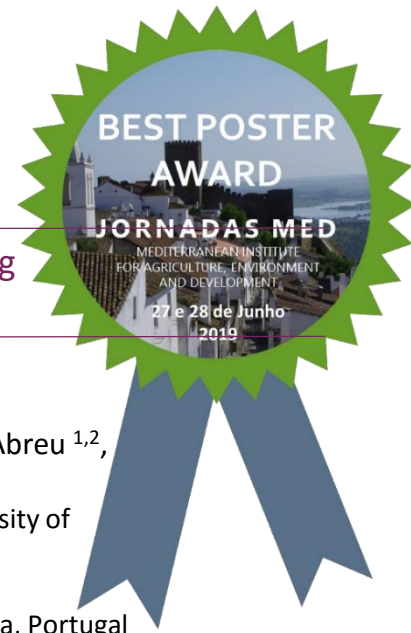 BEST POSTER
AWARD
JORNADAS MED
MEDITERRANEAN INSTITUTE
FOR AGRICULTURE, ENVIRONMENT
AND DEVELOPMENT
27 e 28 de Junho
2019
g
Abreu 1,2,
sity of
a, Portugal